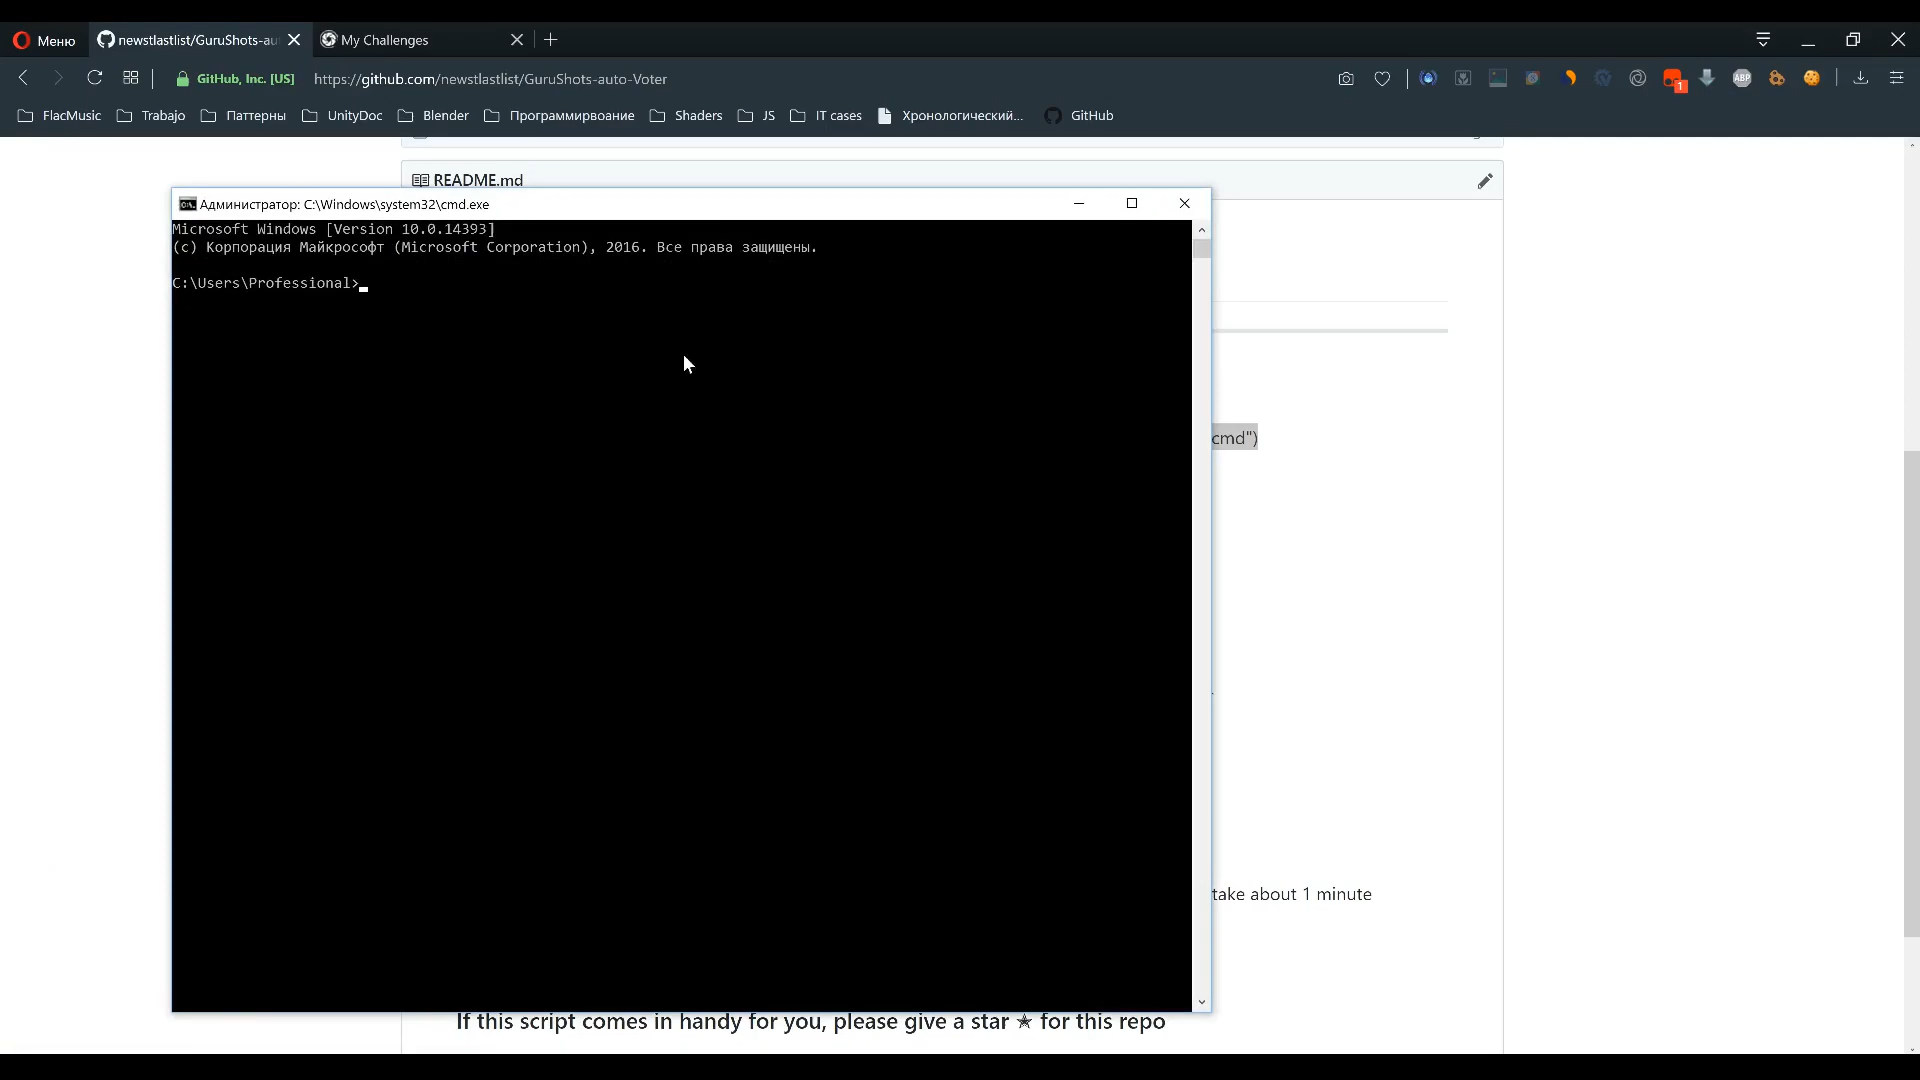 Меню
newstlastlist/GuruShots-au
My Challenges
GitHub, Inc. [US]
https://github.com/newstlastlist/GuruShots-auto-Voter
1
ABP
FlacMusic
Trabajo
Паттерны
UnityDoc
Blender
Программирвоание
Shaders
JS
IT cases
Хронологический...
GitHub
README.md
Администратор: C:\Windows\system32\cmd.exe
Microsoft Windows [Version 10.0.14393]
(c) Корпорация Майкрософт (Microsoft Corporation), 2016. Все права защищены.
C:\Users\Professional>
cmd")
take about 1 minute
If this script comes in handy for you, please give a star ★ for this repo